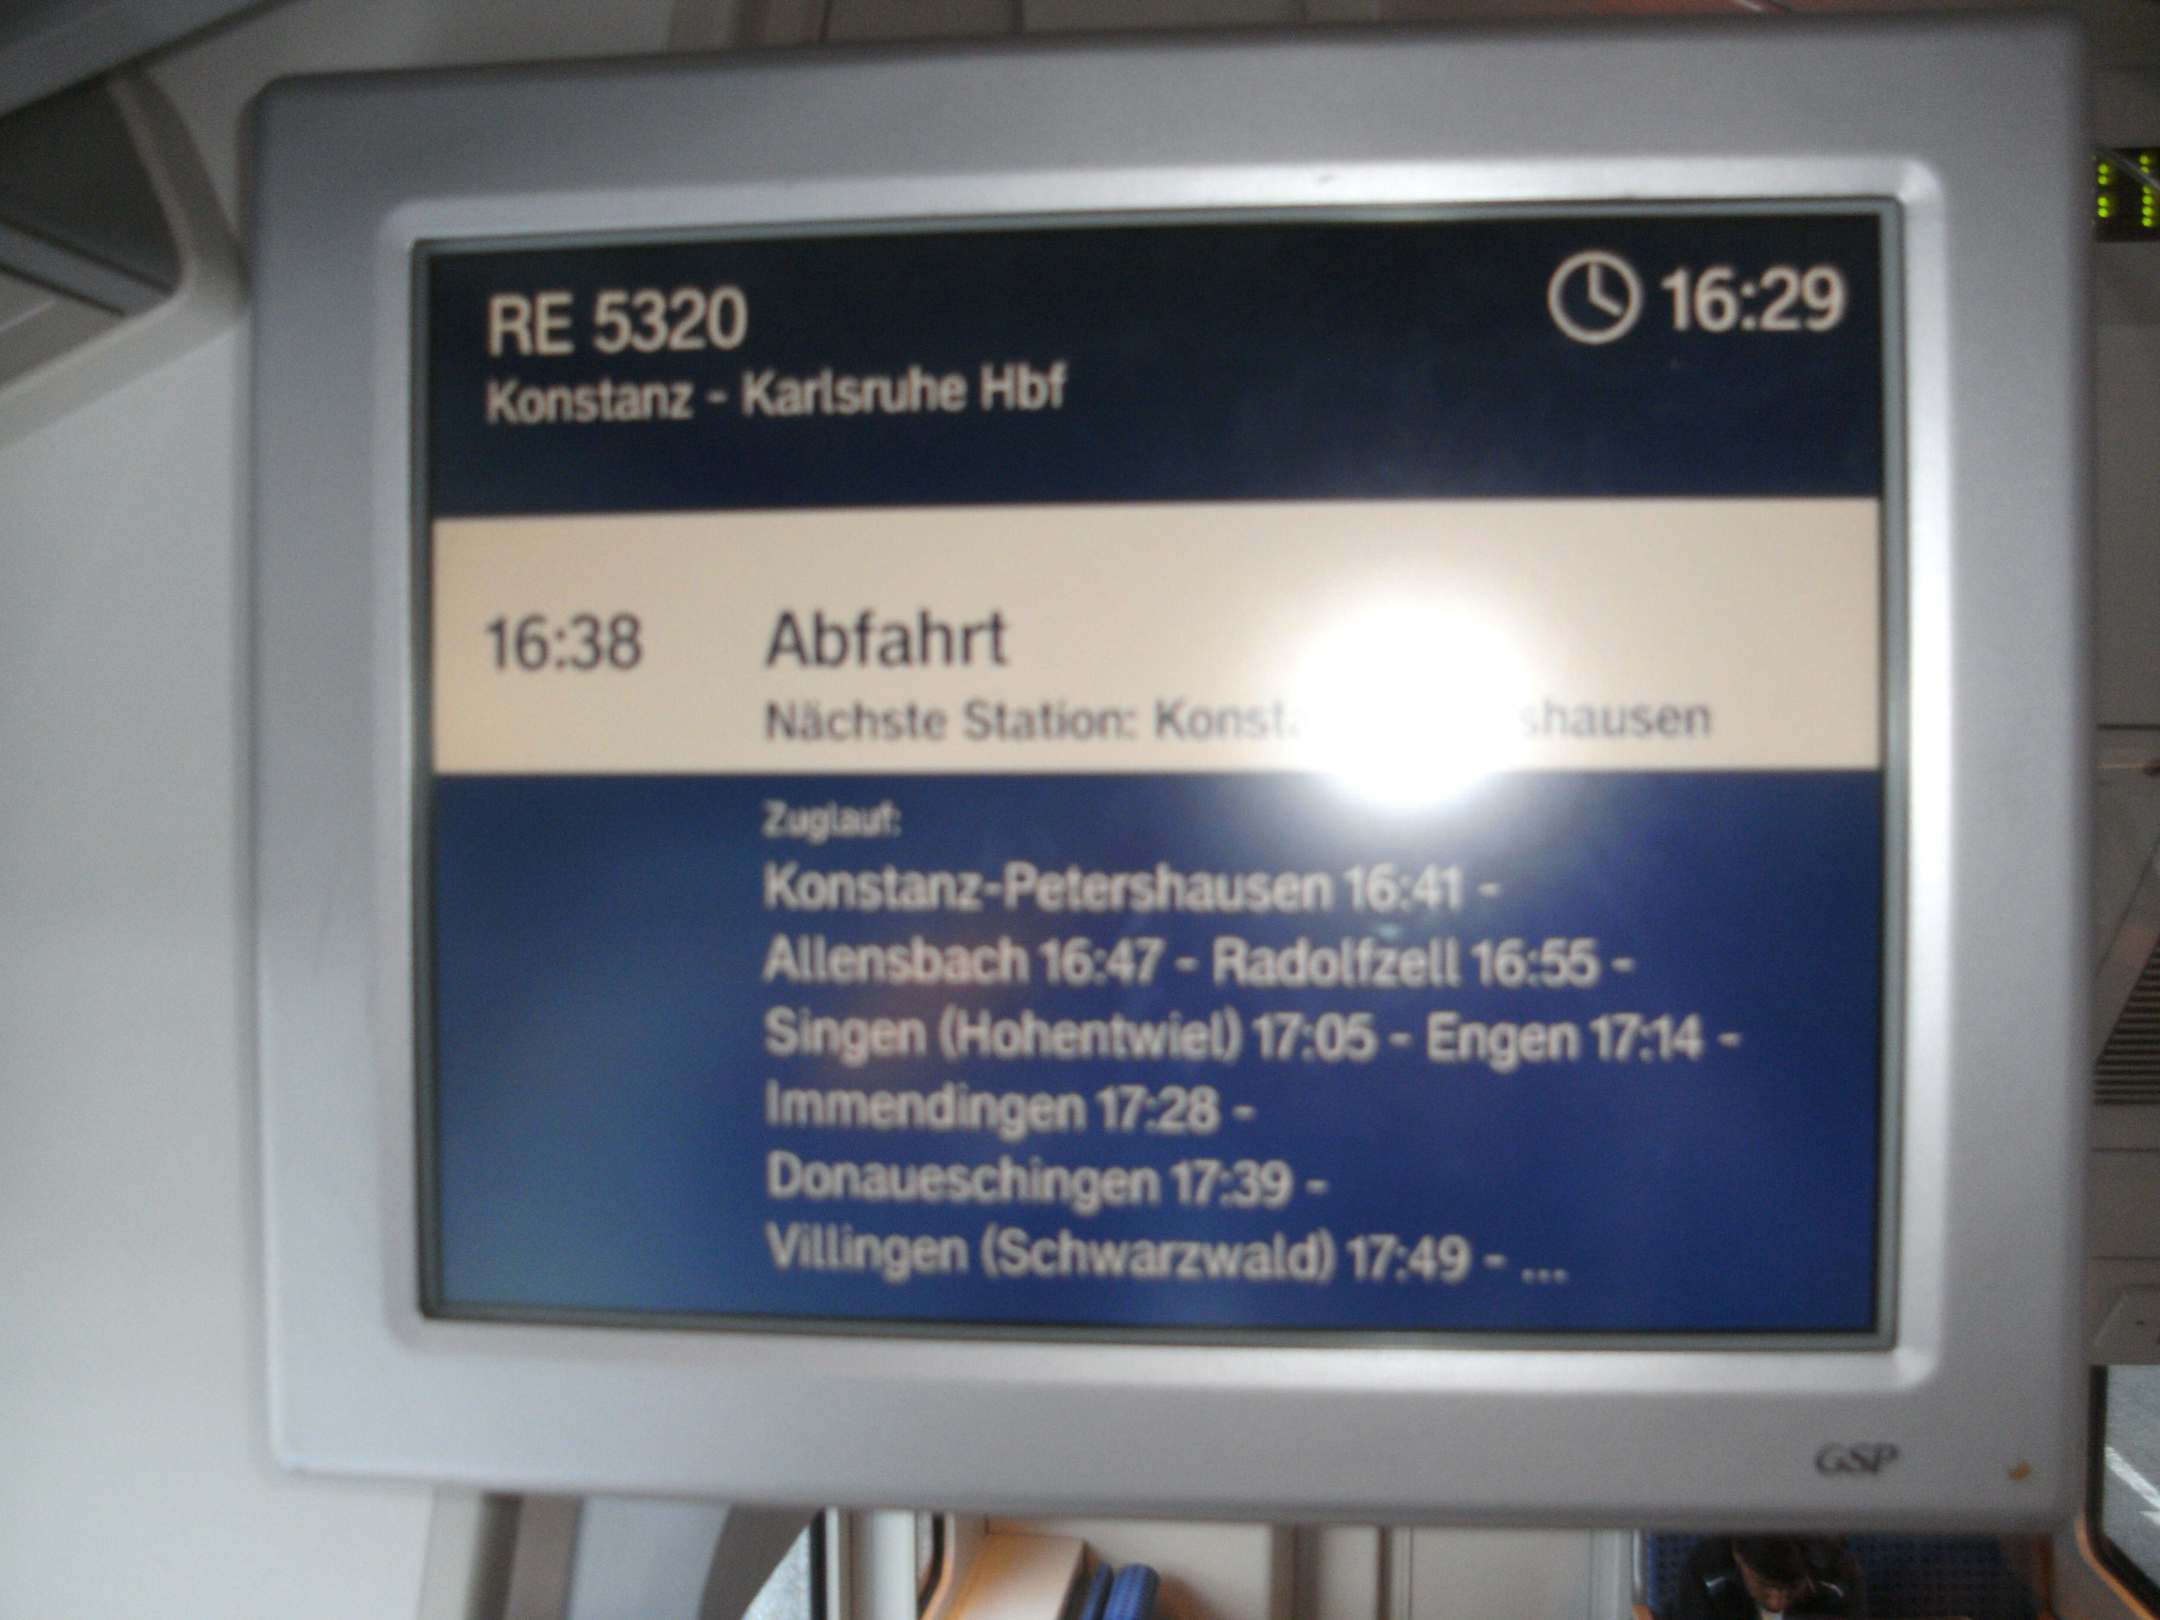 RE 5320
16:29
Konstanz - Karlsruhe Hbf
16:38 Abfahrt
Nächste Station: shausen
Zuglauf:
Konstanz-Petershausen 16:41 -
Allensbach 16:47 - Radolfzell 16:55 -
Singen (Hohentwiel) 17:05 - Engen 17:14 -
Immendingen 17:28 -
Donaueschingen 17:39 -
Villingen (Schwarzwald) 17:49 - ...
GSP